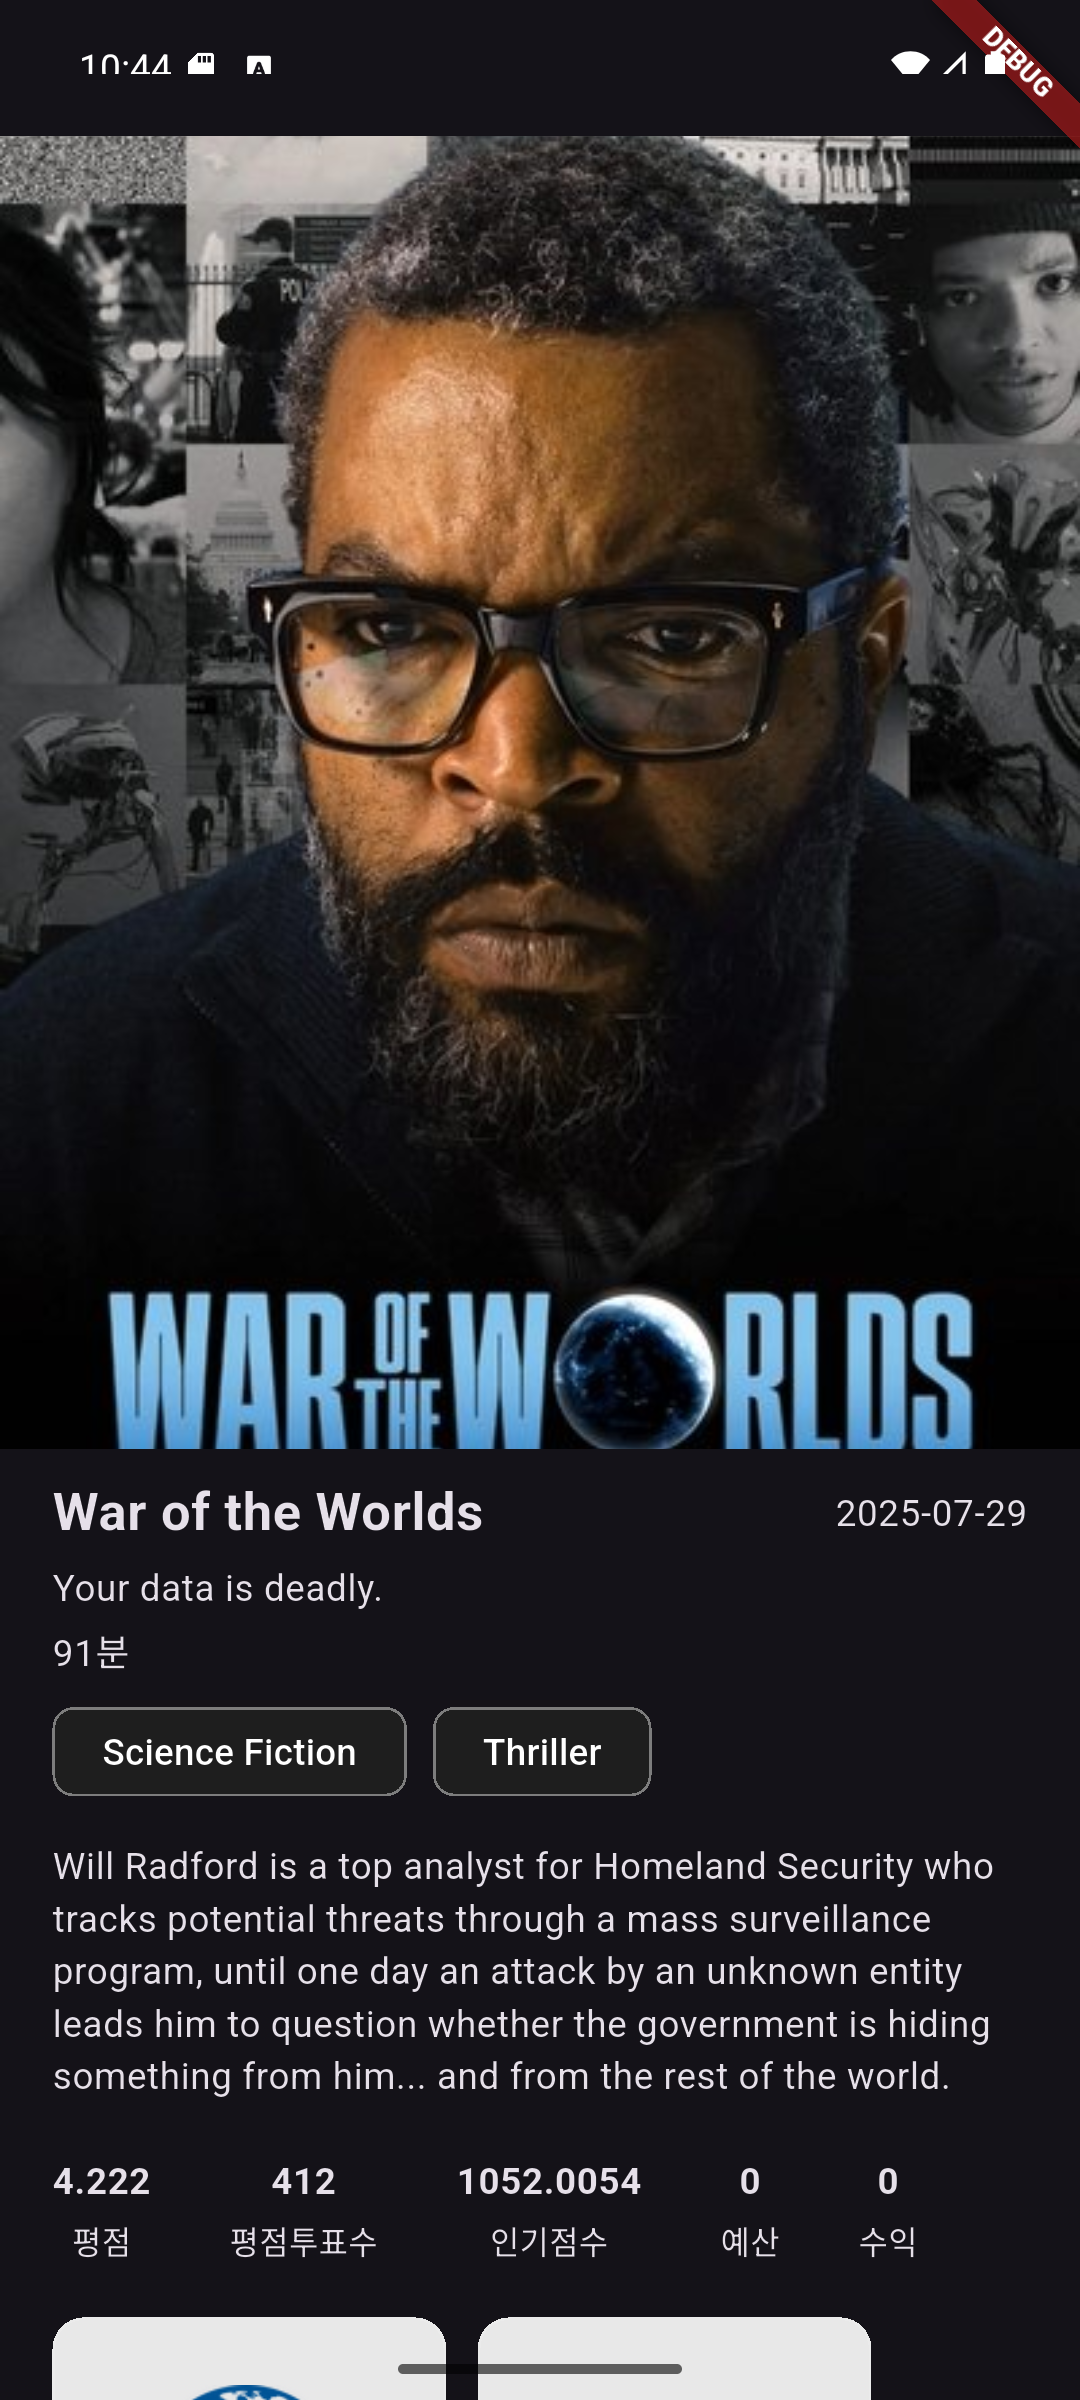 10:44
A
DEBUG
POL
WAR OF THE WORLDS
War of the Worlds
2025-07-29
Your data is deadly.
91분
Science Fiction
Thriller
Will Radford is a top analyst for Homeland Security who
tracks potential threats through a mass surveillance
program, until one day an attack by an unknown entity
leads him to question whether the government is hiding
something from him... and from the rest of the world.
4.222 412 1052.0054 0 0
평점 평점투표수 인기점수 예산 수익